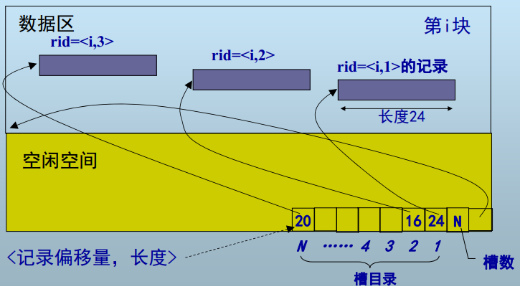 数据区
第i块
rid=<i,3>
rid=<i,2>
rid=<i,1>的记录
长度24
空闲空间
20 16 24 N
<记录偏移量，长度>
N …… 4 3 2 1
槽数
槽目录